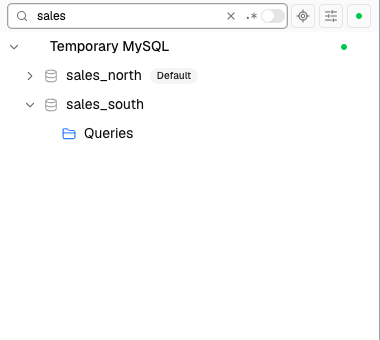 sales .*
Temporary MySQL
sales_north Default
sales_south
Queries